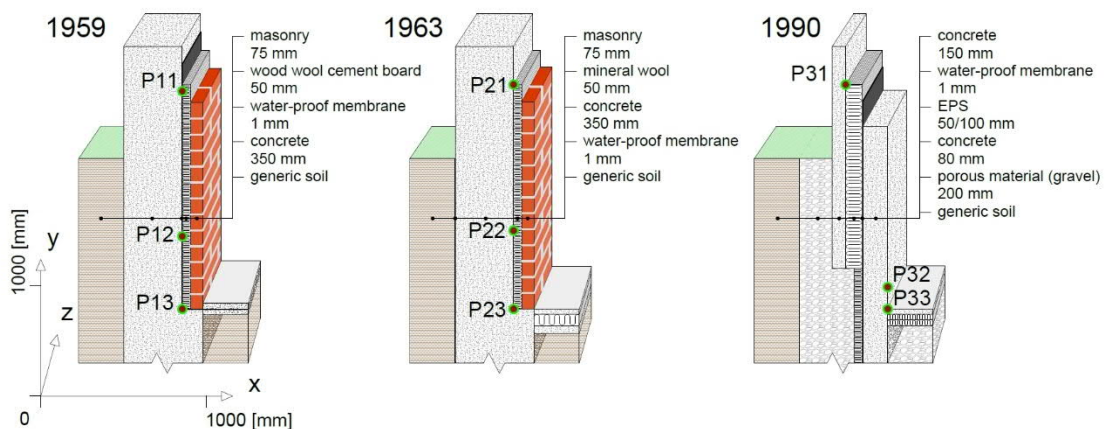 1959
masonry
75 mm
wood wool cement board
50 mm
water-proof membrane
1 mm
concrete
350 mm
generic soil
P11
P12
P13
1963
masonry
75 mm
mineral wool
50 mm
concrete
350 mm
water-proof membrane
1 mm
generic soil
P21
P22
P23
1990
concrete
150 mm
water-proof membrane
1 mm
EPS
50/100 mm
concrete
80 mm
porous material (gravel)
200 mm
generic soil
P31
P32
P33
1000 [mm]
y
z
x
0
1000 [mm]